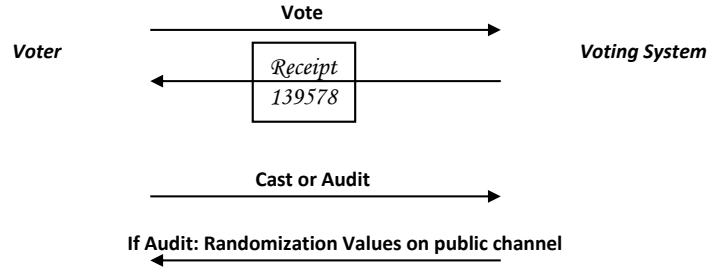 Vote
Voter
Voting System
Receipt
139578
Cast or Audit
If Audit: Randomization Values on public channel